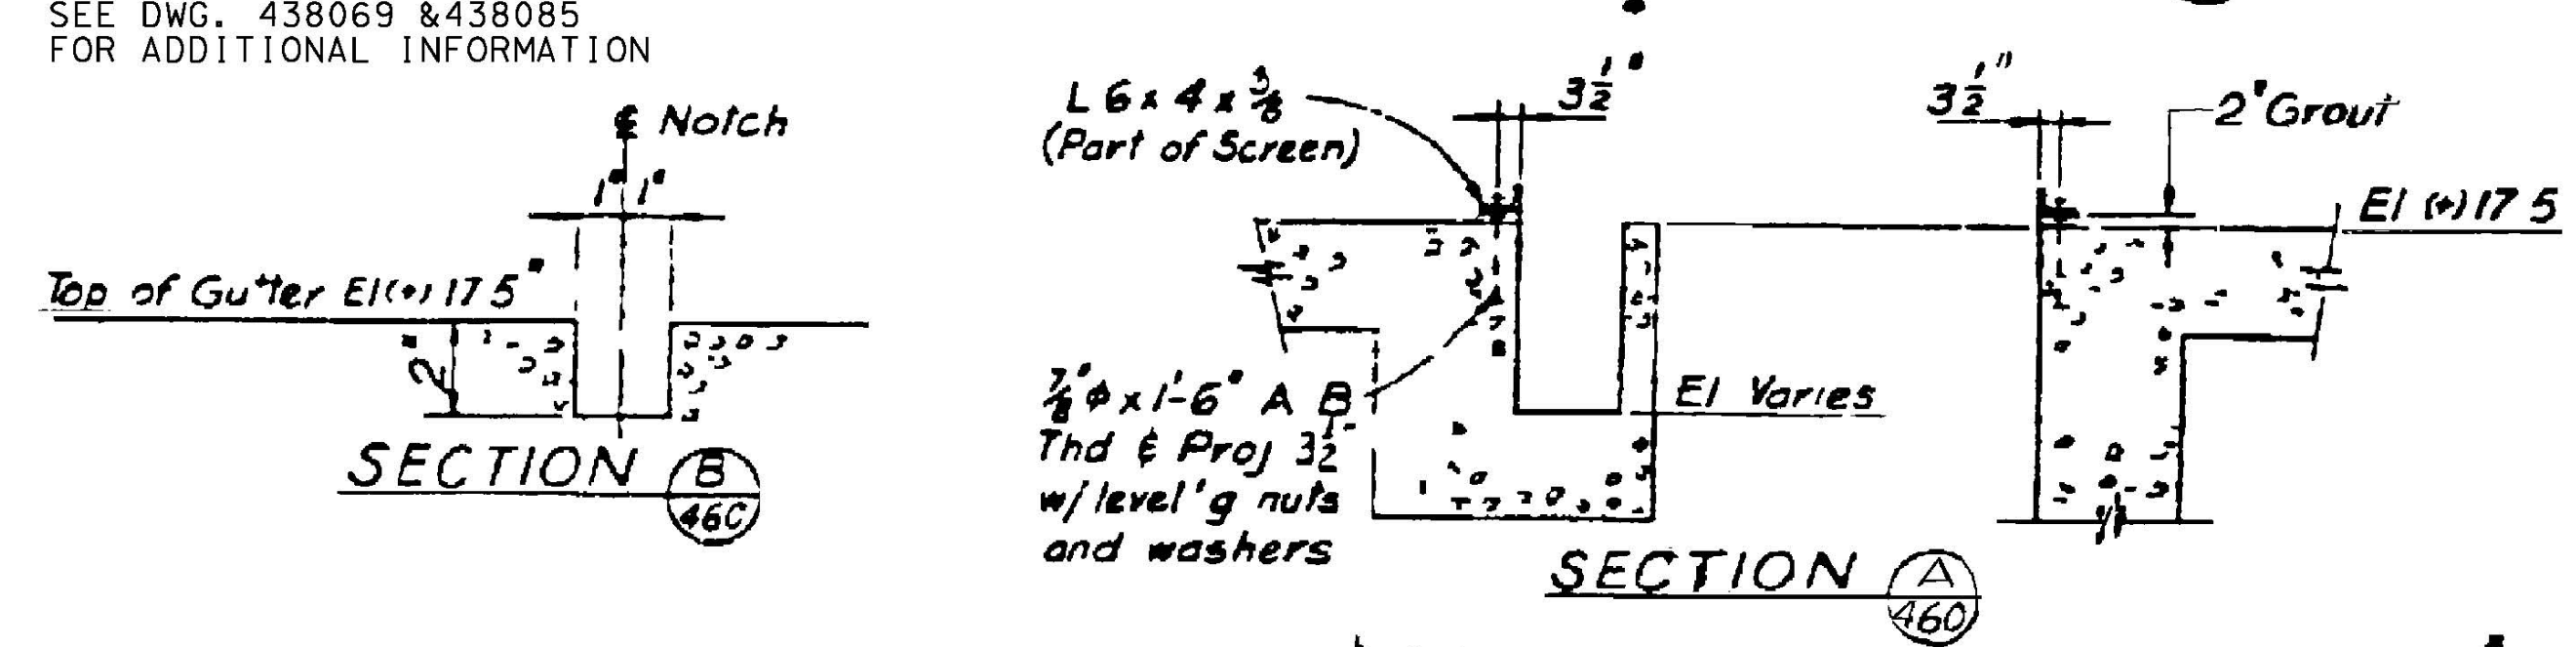 SEE DWG. 438069 &438085
FOR ADDITIONAL INFORMATION
℄ Notch
1" 1"
Top of Gutter El(+) 17 5"
2"
SECTION B
46C
L 6 x 4 x 3/8
(Part of Screen)
3 1/2"
3 1/2"
2" Grout
El (+) 17 5
7/8" φ x 1'-6" A B
Thd & Proj 3 1/2"
w/ level'g nuts
and washers
El Varies
SECTION A
460